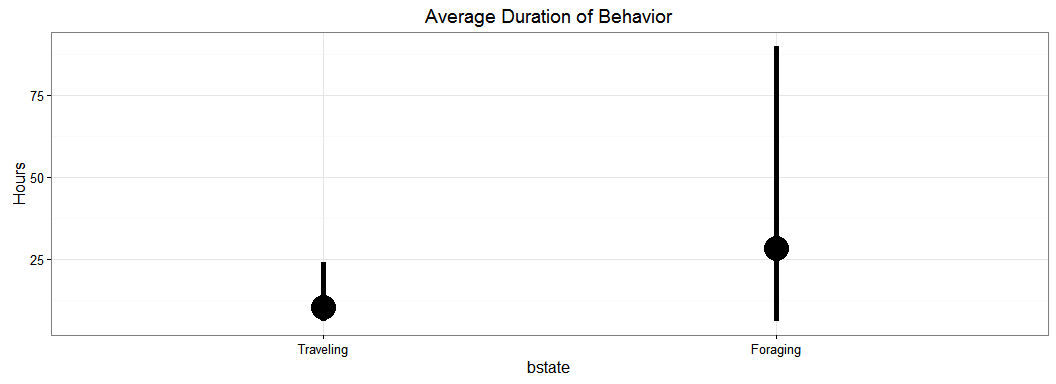 Average Duration of Behavior
Hours
75
50
25
Traveling
Foraging
bstate